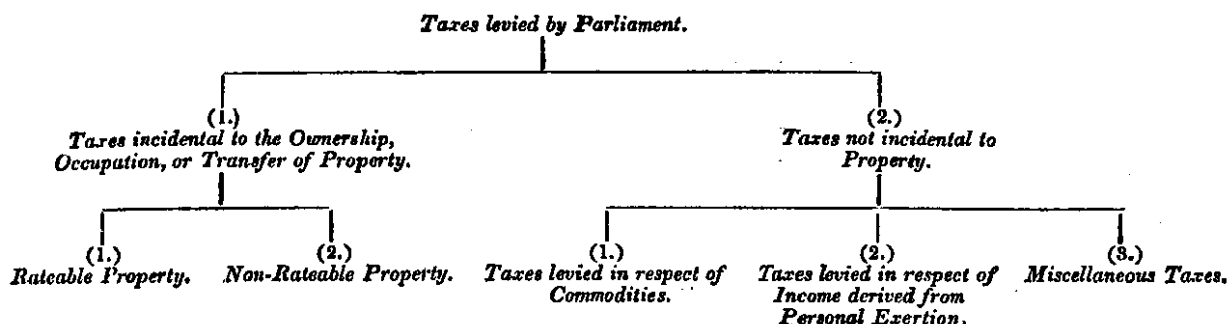 Taxes levied by Parliament.
(1.)
Taxes incidental to the Ownership,
Occupation, or Transfer of Property.
(2.)
Taxes not incidental to
Property.
(1.)
Rateable Property.
(2.)
Non-Rateable Property.
(1.)
Taxes levied in respect of
Commodities.
(2.)
Taxes levied in respect of
Income derived from
Personal Exertion.
(3.)
Miscellaneous Taxes.